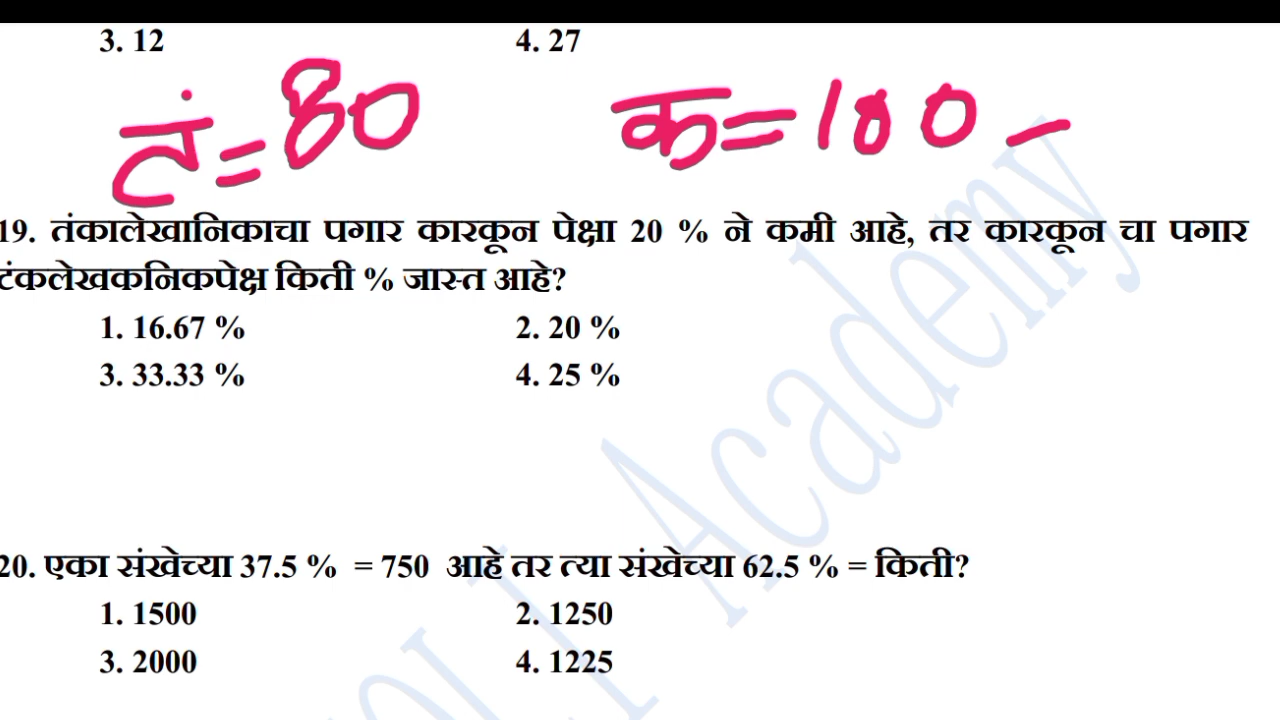 3. 12 4. 27
तं = 80 क = 100 –
19. तंकालेखानिकाचा पगार कारकून पेक्षा 20 % ने कमी आहे, तर कारकून चा पगार
टंकलेखकनिकपेक्ष किती % जास्त आहे?
1. 16.67 % 2. 20 %
3. 33.33 % 4. 25 %
20. एका संखेच्या 37.5 % = 750 आहे तर त्या संखेच्या 62.5 % = किती?
1. 1500 2. 1250
3. 2000 4. 1225
Academy